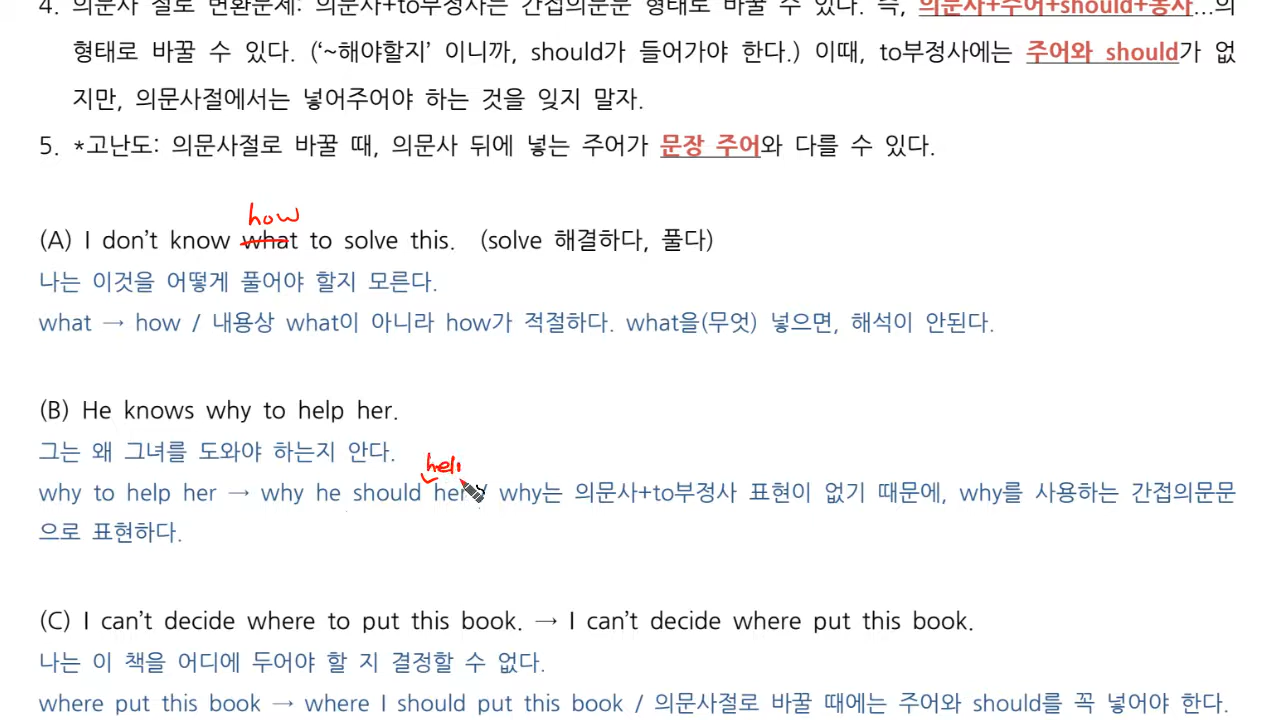 4. 의문사 절로 변환문제: 의문사+to부정사는 간접의문문 형태로 바꿀 수 있다. 즉, 의문사+주어+should+동사...의
형태로 바꿀 수 있다. (‘~해야할지’ 이니까, should가 들어가야 한다.) 이때, to부정사에는 주어와 should가 없
지만, 의문사절에서는 넣어주어야 하는 것을 잊지 말자.
5. *고난도: 의문사절로 바꿀 때, 의문사 뒤에 넣는 주어가 문장 주어와 다를 수 있다.
how
(A) I don’t know what to solve this. (solve 해결하다, 풀다)
나는 이것을 어떻게 풀어야 할지 모른다.
what → how / 내용상 what이 아니라 how가 적절하다. what을(무엇) 넣으면, 해석이 안된다.
(B) He knows why to help her.
그는 왜 그녀를 도와야 하는지 안다.
why to help her → why he should her / why는 의문사+to부정사 표현이 없기 때문에, why를 사용하는 간접의문문
으로 표현하다.
(C) I can’t decide where to put this book. → I can’t decide where put this book.
나는 이 책을 어디에 두어야 할 지 결정할 수 없다.
where put this book → where I should put this book / 의문사절로 바꿀 때에는 주어와 should를 꼭 넣어야 한다.